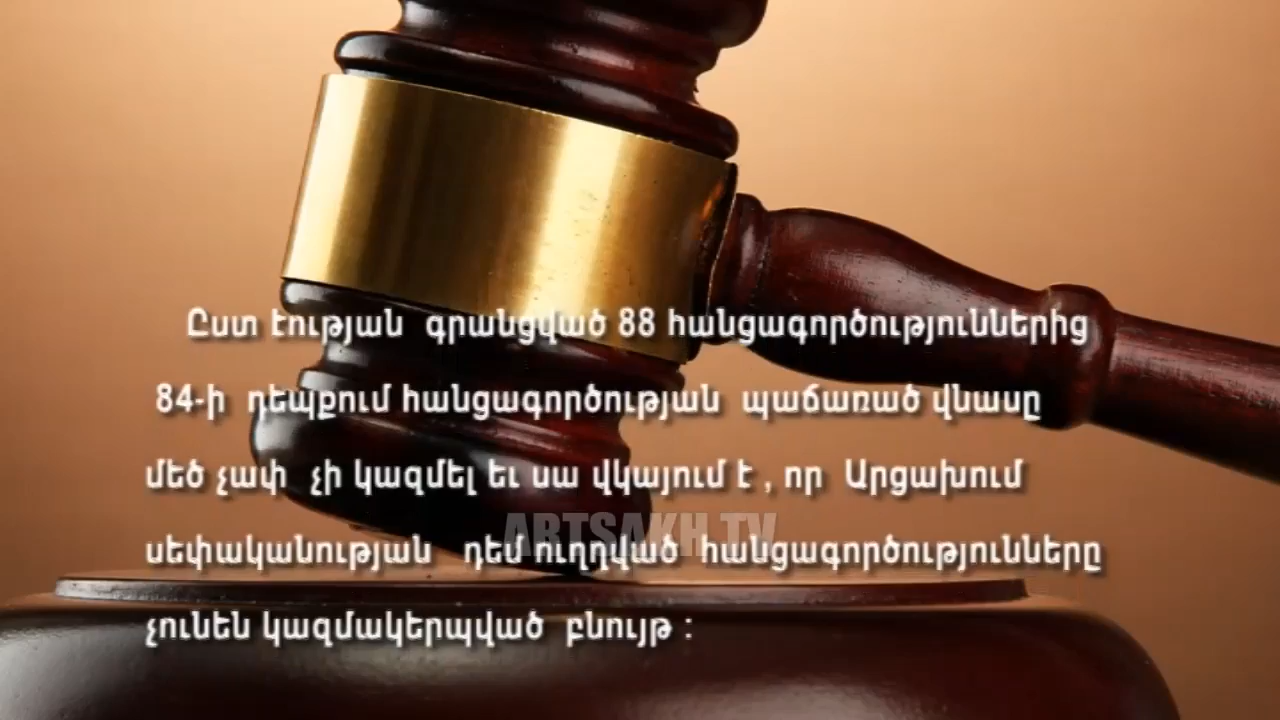 Ըստ էության գրանցված 88 հանցագործություններից
84-ի դեպքում հանցագործության պաճառած վնասը
մեծ չափ չի կազմել եւ սա վկայում է , որ Արցախում
ARTSAKH.TV
սեփականության դեմ ուղղված հանցագործությունները
չունեն կազմակերպված բնույթ :